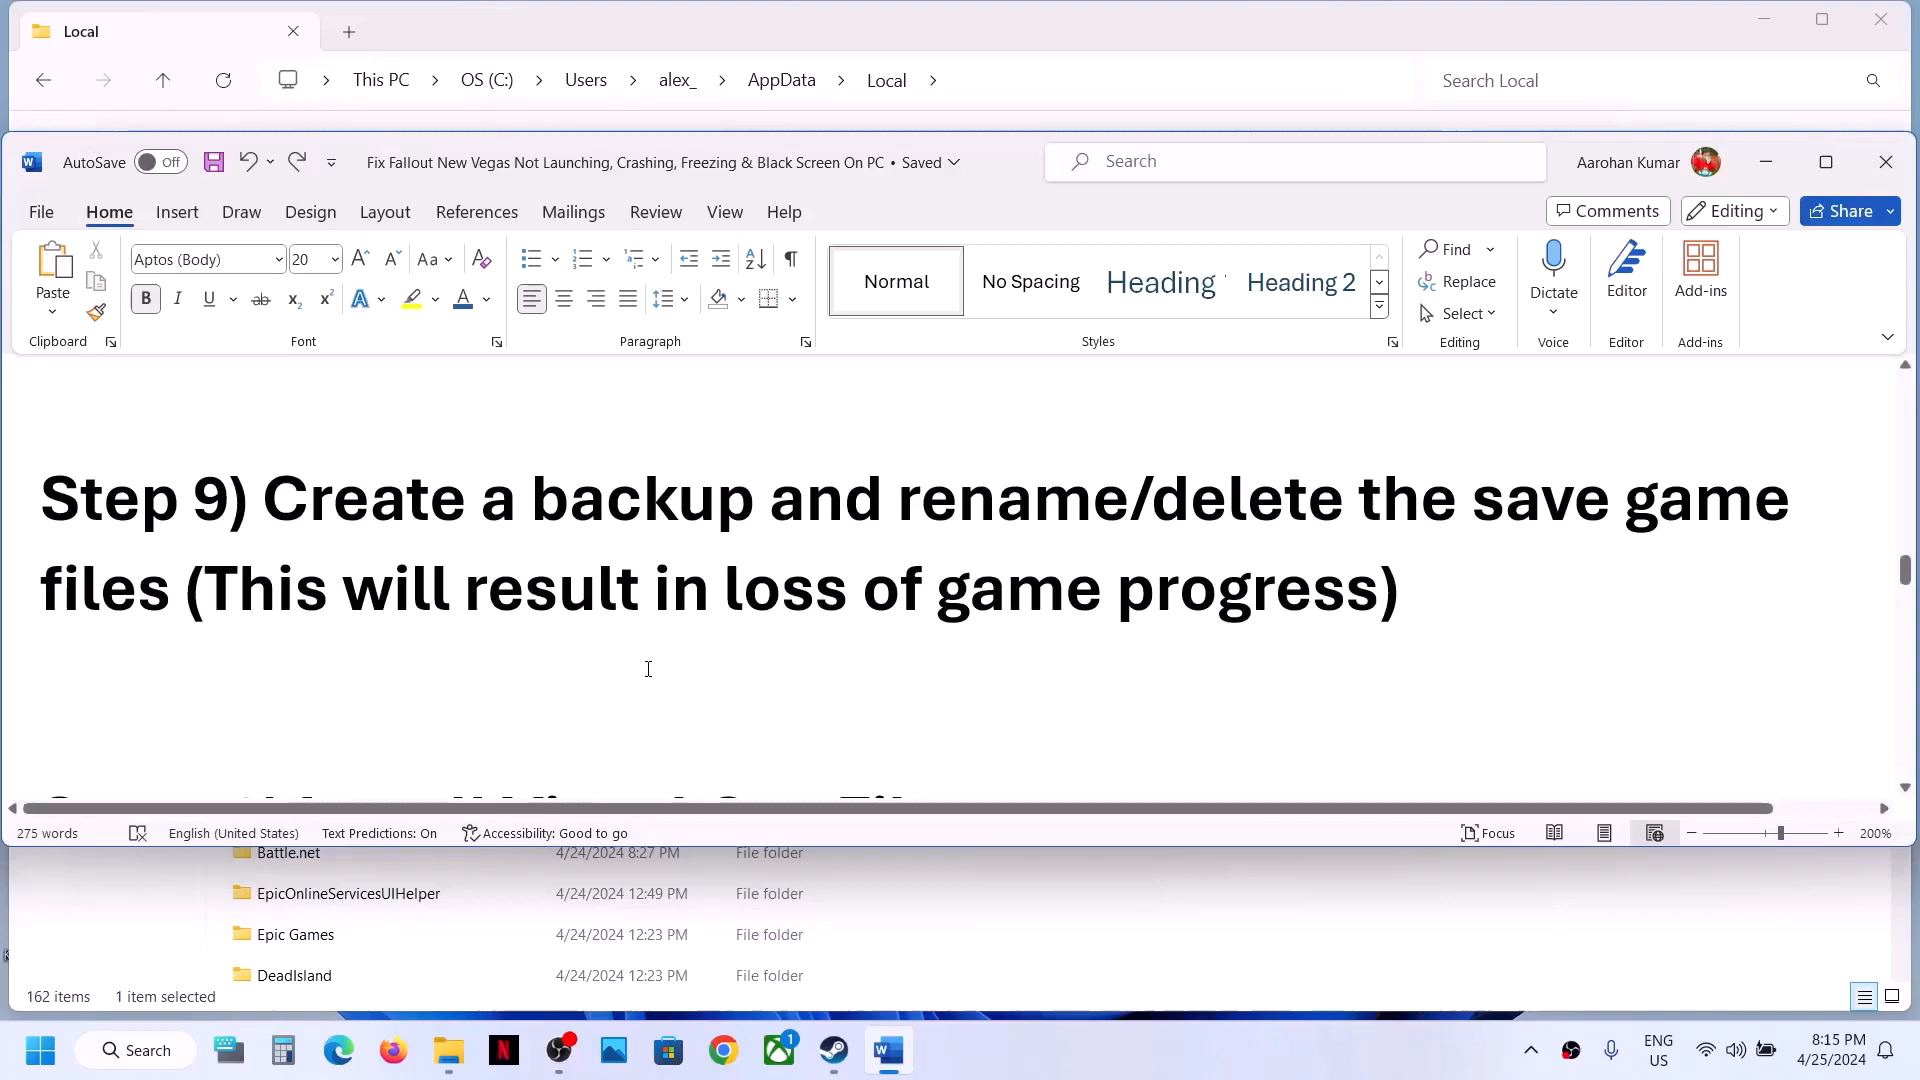 Local
This PC > OS (C:) > Users > alex_ > AppData > Local >
Search Local
AutoSave Off
Fix Fallout New Vegas Not Launching, Crashing, Freezing & Black Screen On PC • Saved
Search
Aarohan Kumar
File Home Insert Draw Design Layout References Mailings Review View Help
Comments Editing Share
Paste
Clipboard
Aptos (Body) 20
Font
Paragraph
Normal No Spacing Heading Heading 2
Styles
Find
Replace
Select
Editing
Dictate
Voice
Editor
Editor
Add-ins
Add-ins
Step 9) Create a backup and rename/delete the save game
files (This will result in loss of game progress)
275 words English (United States) Text Predictions: On Accessibility: Good to go Focus 200%
Battle.net 4/24/2024 8:27 PM File folder
EpicOnlineServicesUIHelper 4/24/2024 12:49 PM File folder
Epic Games 4/24/2024 12:23 PM File folder
DeadIsland 4/24/2024 12:23 PM File folder
162 items 1 item selected
Search
ENG
US
8:15 PM
4/25/2024